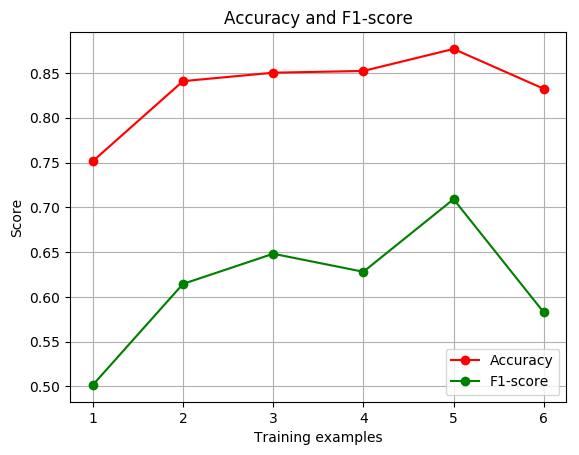 Accuracy and F1-score
Score
0.85
0.80
0.75
0.70
0.65
0.60
0.55
0.50
1 2 3 4 5 6
Training examples
Accuracy
F1-score